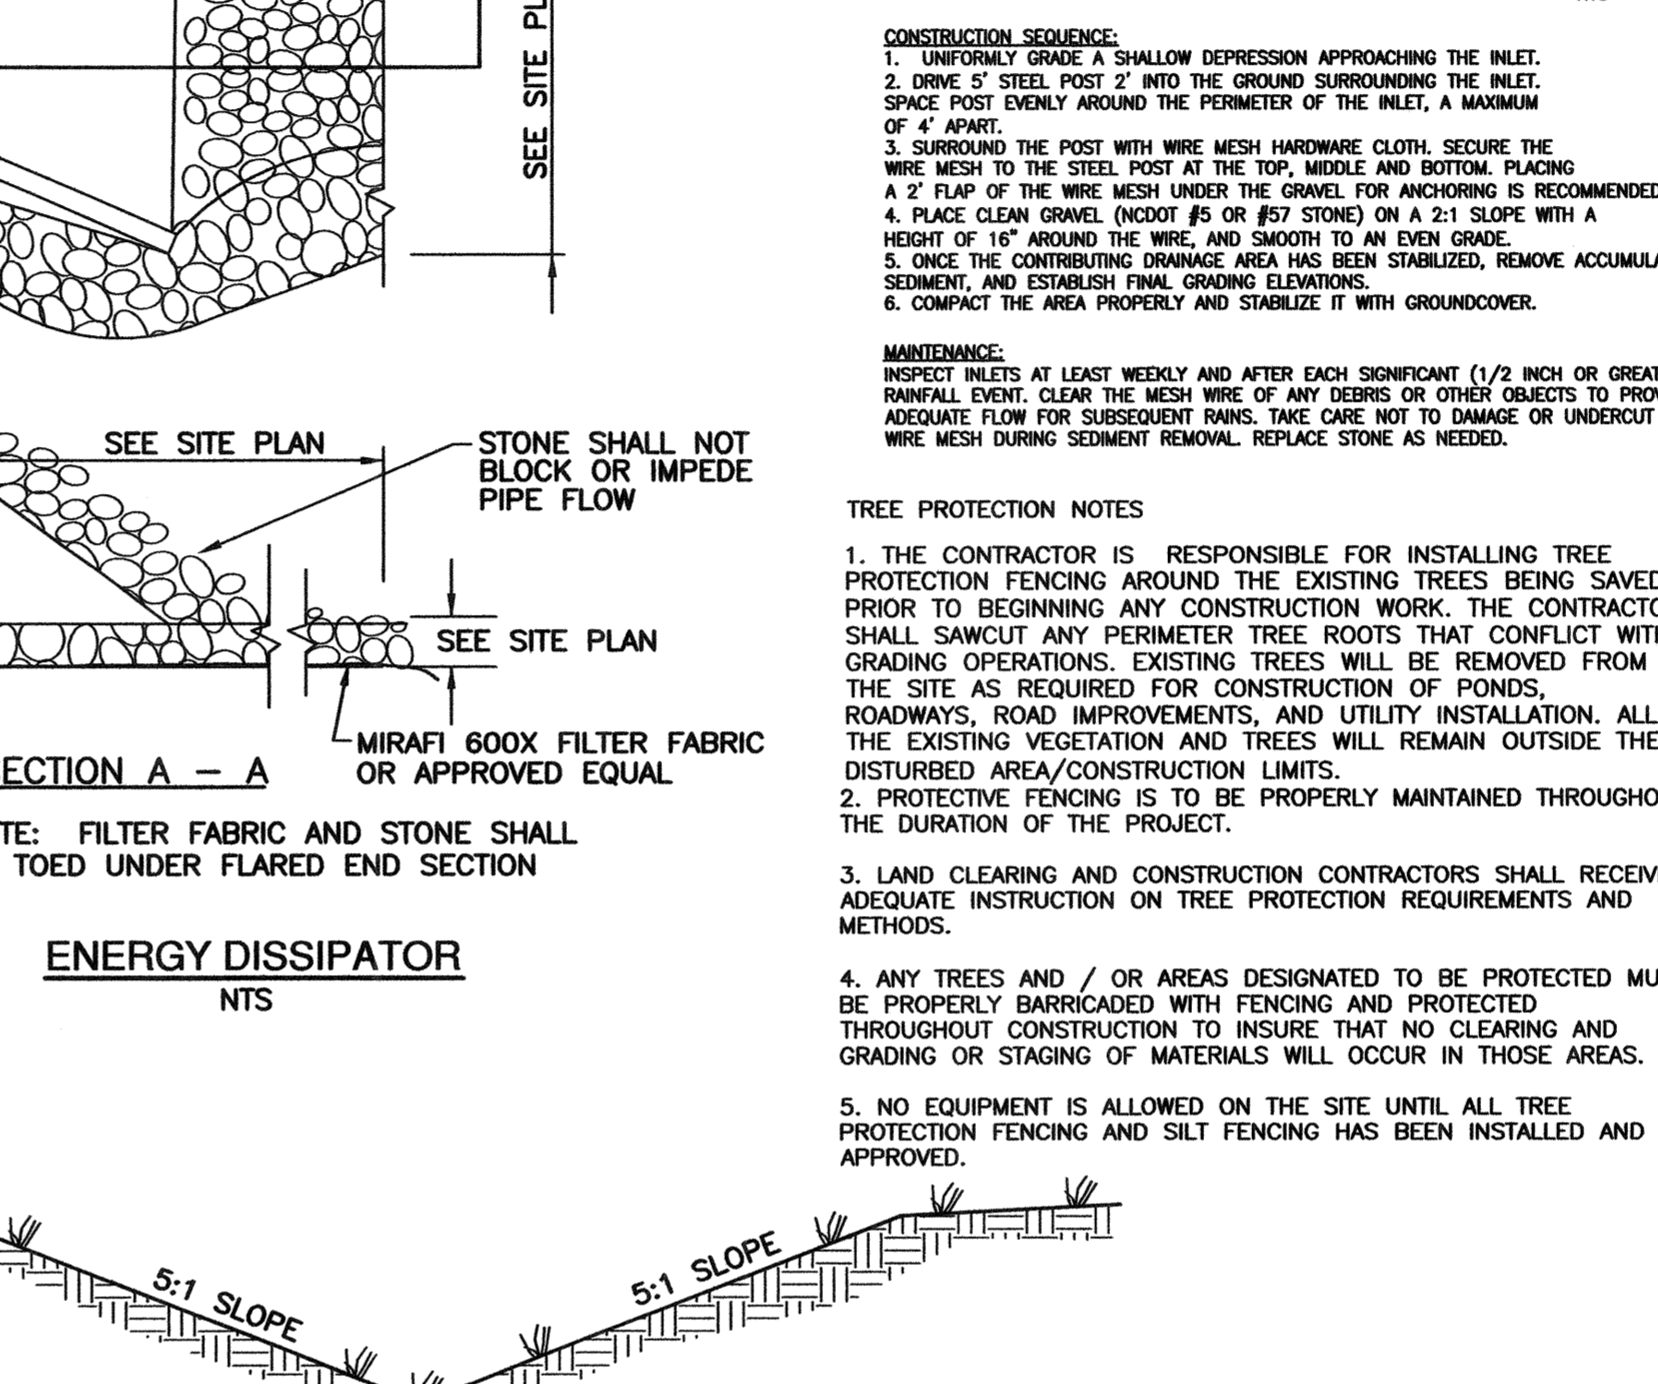 SEE SITE PL
CONSTRUCTION SEQUENCE:
1. UNIFORMLY GRADE A SHALLOW DEPRESSION APPROACHING THE INLET.
2. DRIVE 5' STEEL POST 2' INTO THE GROUND SURROUNDING THE INLET.
SPACE POST EVENLY AROUND THE PERIMETER OF THE INLET, A MAXIMUM
OF 4' APART.
3. SURROUND THE POST WITH WIRE MESH HARDWARE CLOTH. SECURE THE
WIRE MESH TO THE STEEL POST AT THE TOP, MIDDLE AND BOTTOM. PLACING
A 2' FLAP OF THE WIRE MESH UNDER THE GRAVEL FOR ANCHORING IS RECOMMENDED
4. PLACE CLEAN GRAVEL (NCDOT #5 OR #57 STONE) ON A 2:1 SLOPE WITH A
HEIGHT OF 16" AROUND THE WIRE, AND SMOOTH TO AN EVEN GRADE.
5. ONCE THE CONTRIBUTING DRAINAGE AREA HAS BEEN STABILIZED, REMOVE ACCUMULA
SEDIMENT, AND ESTABLISH FINAL GRADING ELEVATIONS.
6. COMPACT THE AREA PROPERLY AND STABILIZE IT WITH GROUNDCOVER.
MAINTENANCE:
INSPECT INLETS AT LEAST WEEKLY AND AFTER EACH SIGNIFICANT (1/2 INCH OR GREAT
RAINFALL EVENT. CLEAR THE MESH WIRE OF ANY DEBRIS OR OTHER OBJECTS TO PROV
ADEQUATE FLOW FOR SUBSEQUENT RAINS. TAKE CARE NOT TO DAMAGE OR UNDERCUT
WIRE MESH DURING SEDIMENT REMOVAL. REPLACE STONE AS NEEDED.
SEE SITE PLAN
STONE SHALL NOT
BLOCK OR IMPEDE
PIPE FLOW
SEE SITE PLAN
MIRAFI 600X FILTER FABRIC
OR APPROVED EQUAL
ECTION A – A
TE: FILTER FABRIC AND STONE SHALL
TOED UNDER FLARED END SECTION
ENERGY DISSIPATOR
NTS
TREE PROTECTION NOTES
1. THE CONTRACTOR IS RESPONSIBLE FOR INSTALLING TREE
PROTECTION FENCING AROUND THE EXISTING TREES BEING SAVED
PRIOR TO BEGINNING ANY CONSTRUCTION WORK. THE CONTRACTO
SHALL SAWCUT ANY PERIMETER TREE ROOTS THAT CONFLICT WITH
GRADING OPERATIONS. EXISTING TREES WILL BE REMOVED FROM
THE SITE AS REQUIRED FOR CONSTRUCTION OF PONDS,
ROADWAYS, ROAD IMPROVEMENTS, AND UTILITY INSTALLATION. ALL
THE EXISTING VEGETATION AND TREES WILL REMAIN OUTSIDE THE
DISTURBED AREA/CONSTRUCTION LIMITS.
2. PROTECTIVE FENCING IS TO BE PROPERLY MAINTAINED THROUGHO
THE DURATION OF THE PROJECT.
3. LAND CLEARING AND CONSTRUCTION CONTRACTORS SHALL RECEIV
ADEQUATE INSTRUCTION ON TREE PROTECTION REQUIREMENTS AND
METHODS.
4. ANY TREES AND / OR AREAS DESIGNATED TO BE PROTECTED MU
BE PROPERLY BARRICADED WITH FENCING AND PROTECTED
THROUGHOUT CONSTRUCTION TO INSURE THAT NO CLEARING AND
GRADING OR STAGING OF MATERIALS WILL OCCUR IN THOSE AREAS.
5. NO EQUIPMENT IS ALLOWED ON THE SITE UNTIL ALL TREE
PROTECTION FENCING AND SILT FENCING HAS BEEN INSTALLED AND
APPROVED.
5:1 SLOPE
5:1 SLOPE